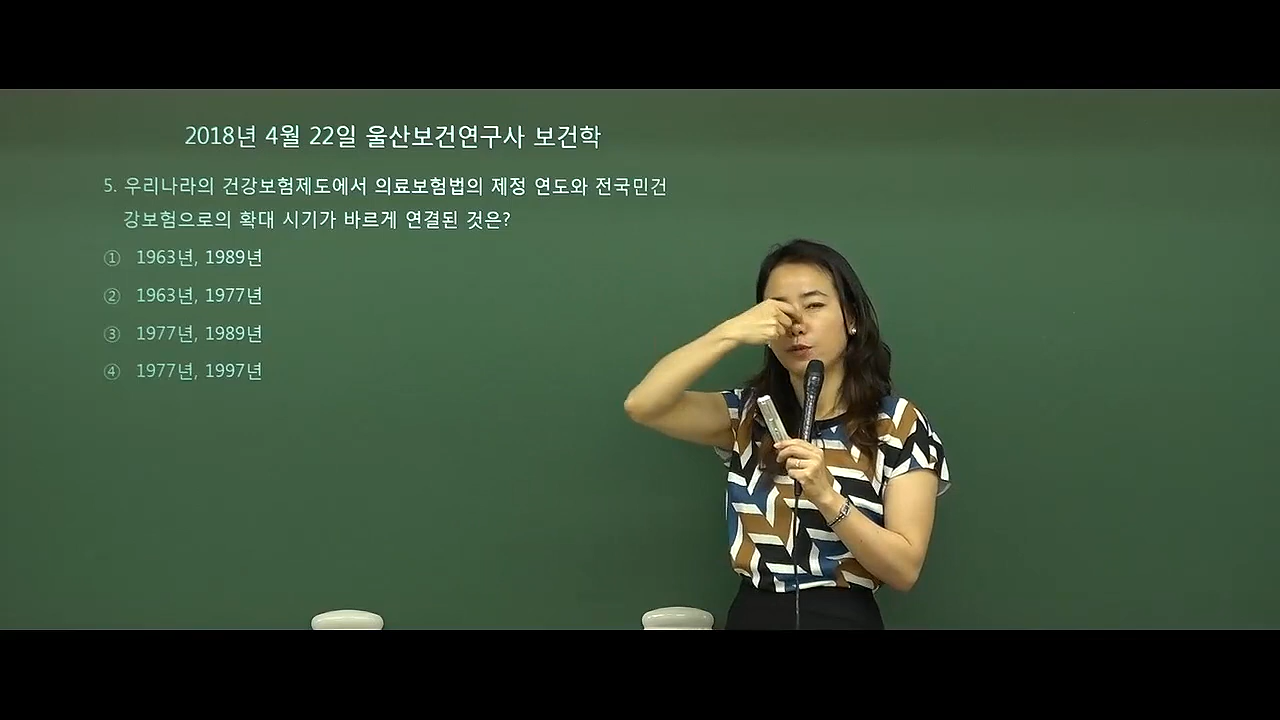 2018년 4월 22일 울산보건연구사 보건학
5. 우리나라의 건강보험제도에서 의료보험법의 제정 연도와 전국민건
강보험으로의 확대 시기가 바르게 연결된 것은?
① 1963년, 1989년
② 1963년, 1977년
③ 1977년, 1989년
④ 1977년, 1997년